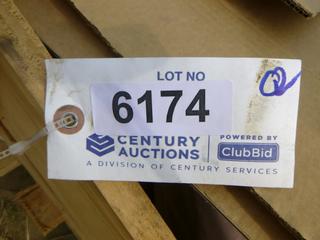 LOT NO
6174
CENTURY AUCTIONS
POWERED BY
ClubBid
A DIVISION OF CENTURY SERVICES